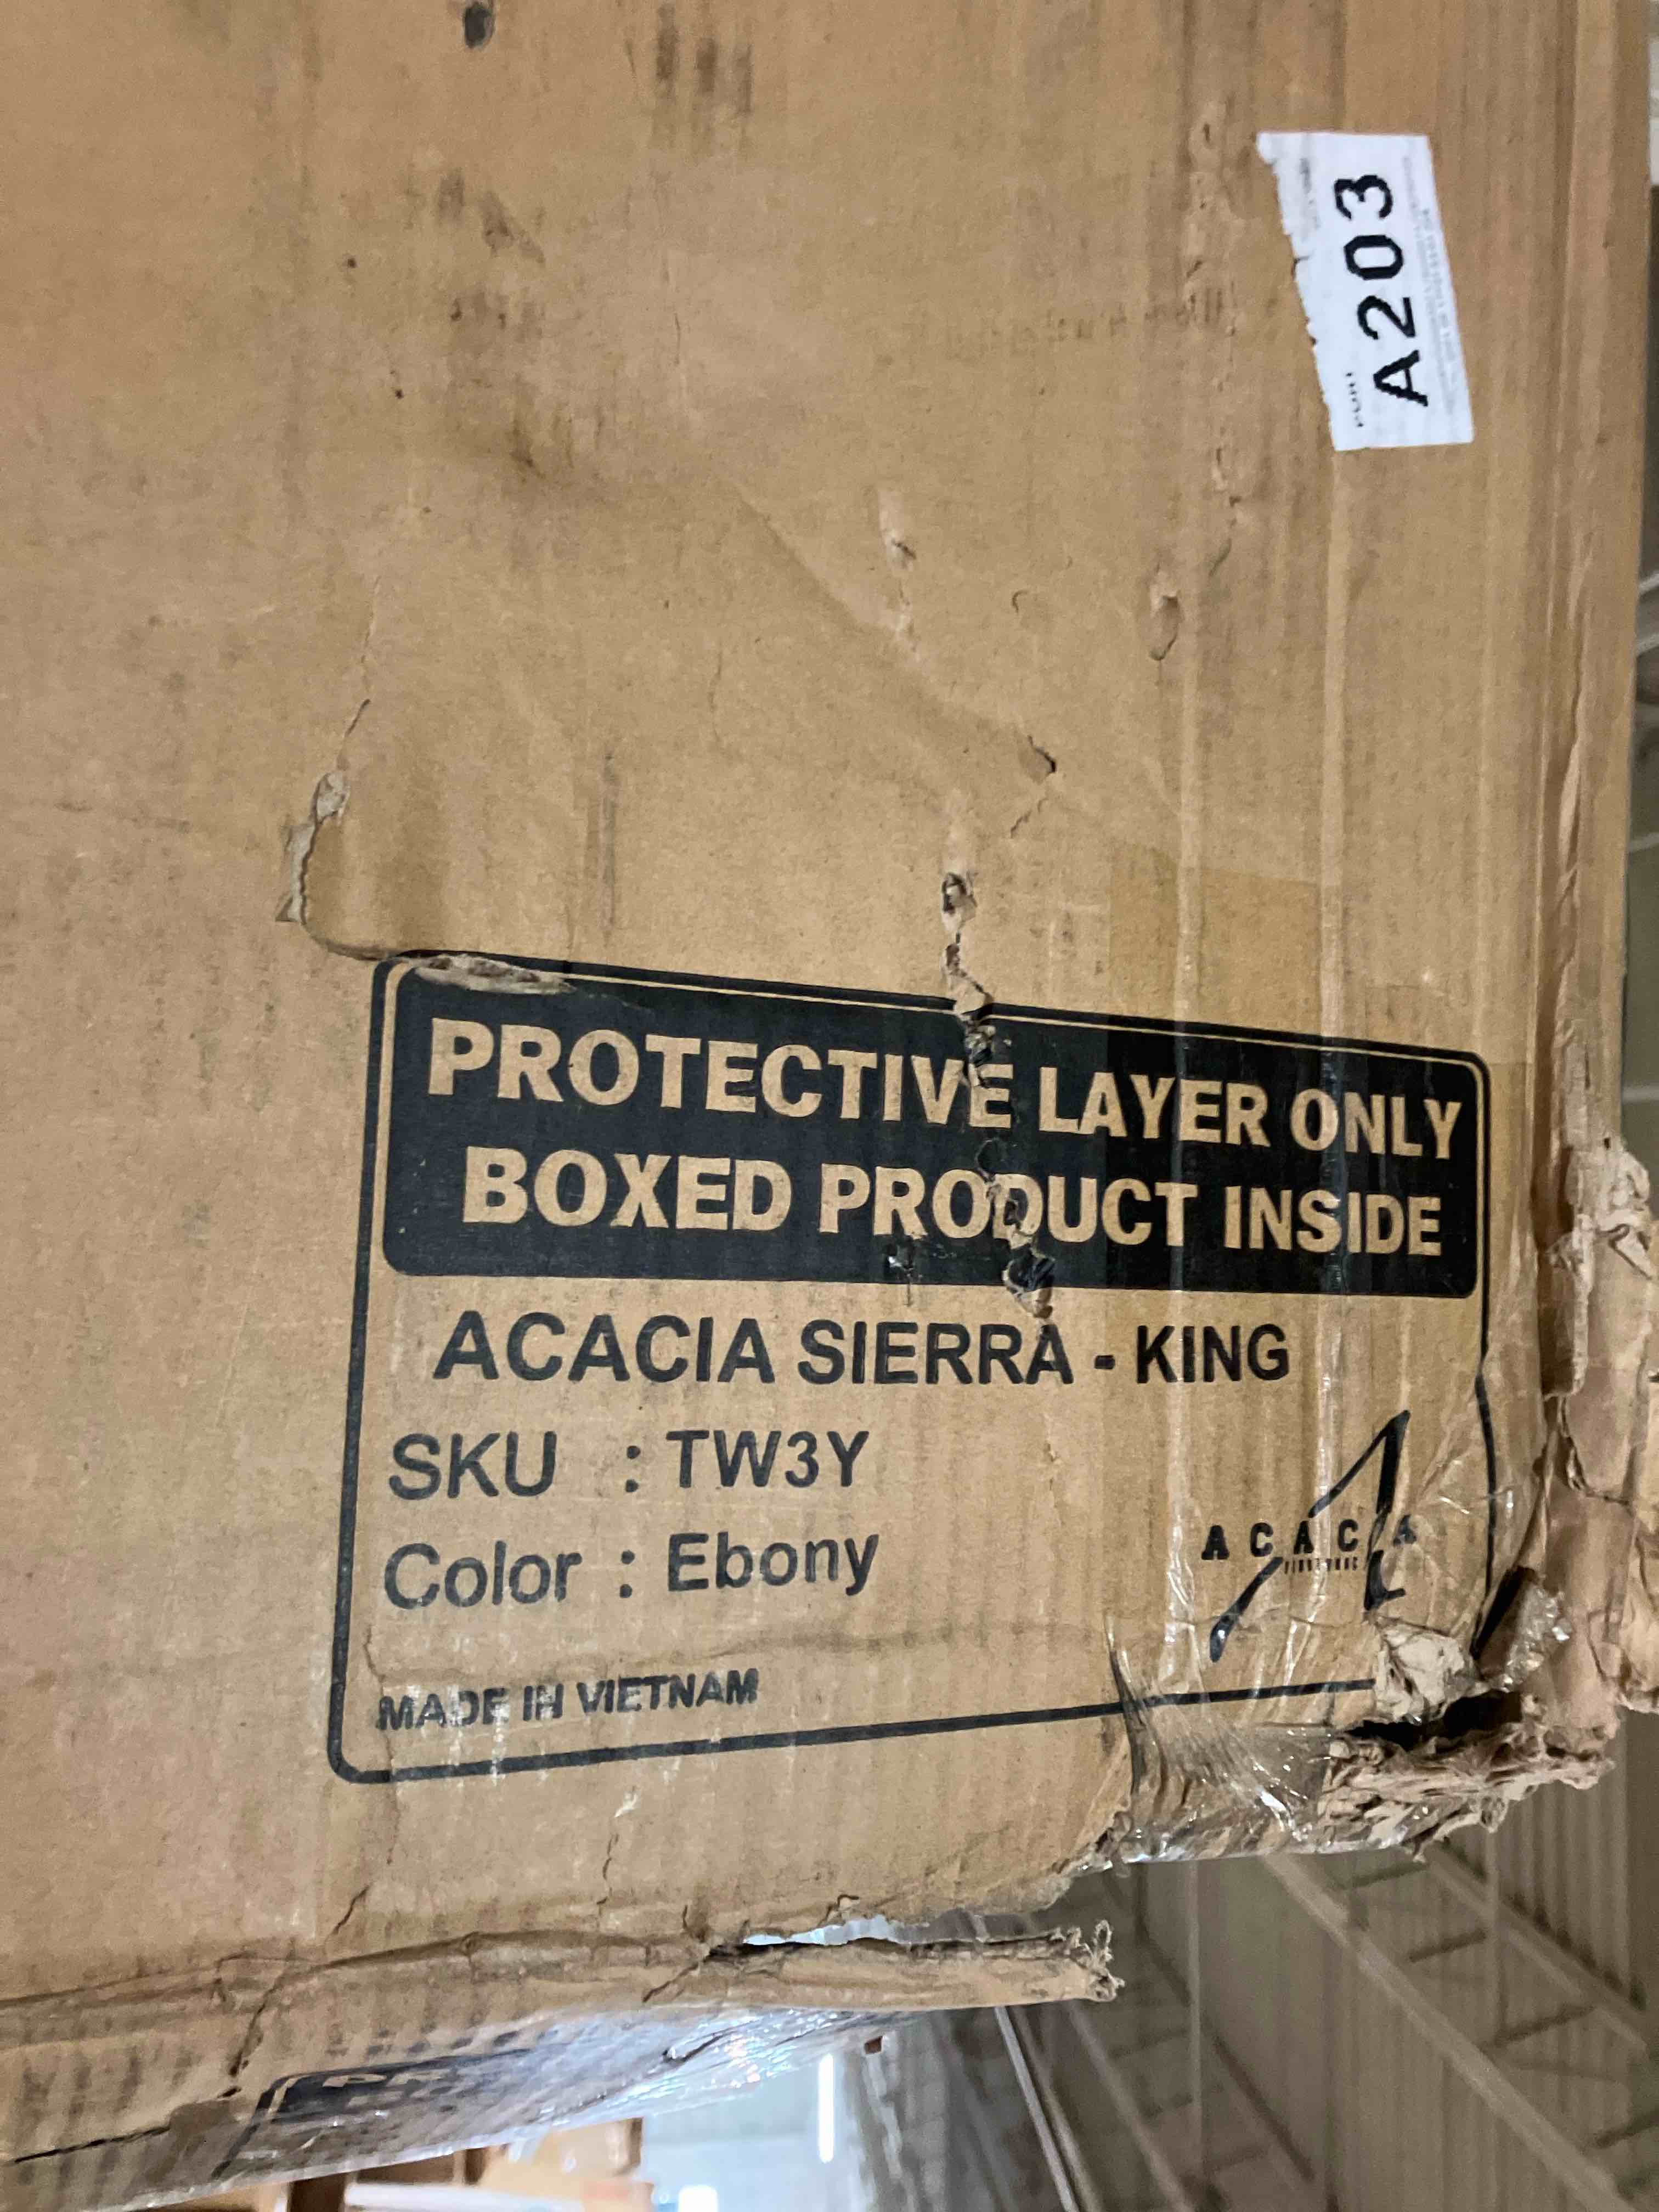 A203
PROTECTIVE LAYER ONLY
BOXED PRODUCT INSIDE
ACACIA SIERRA - KING
SKU : TW3Y
Color : Ebony
ACACIA
MADE IN VIETNAM